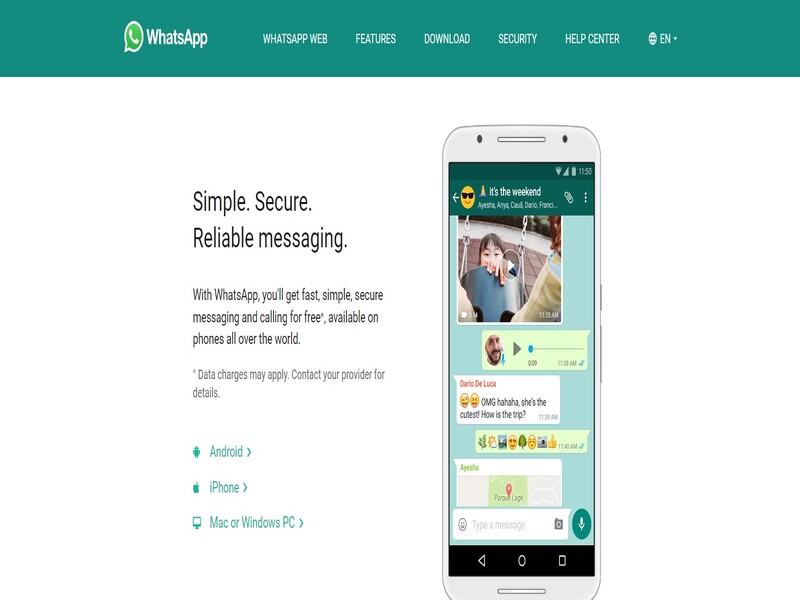 WhatsApp
WHATSAPP WEB
FEATURES
DOWNLOAD
SECURITY
HELP CENTER
EN
Simple. Secure.
Reliable messaging.
With WhatsApp, you'll get fast, simple, secure
messaging and calling for free*, available on
phones all over the world.
* Data charges may apply. Contact your provider for
details.
Android
iPhone
Mac or Windows PC
11:50
it's the weekend
Ayesha, Anya, Cauã, Dario, Franci...
11:35 AM
0:09
11:38 AM
Dario De Luca
OMG hahaha, she's the
cutest! How is the trip?
11:39 AM
11:40 AM
Ayesha
Parque Lage
Type a message